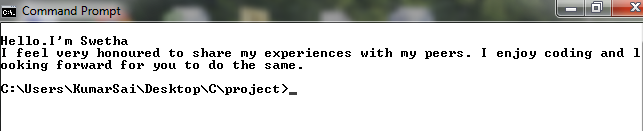 Command Prompt
Hello.I'm Swetha
I feel very honoured to share my experiences with my peers. I enjoy coding and l
ooking forward for you to do the same.
C:\Users\KumarSai\Desktop\C\project>_